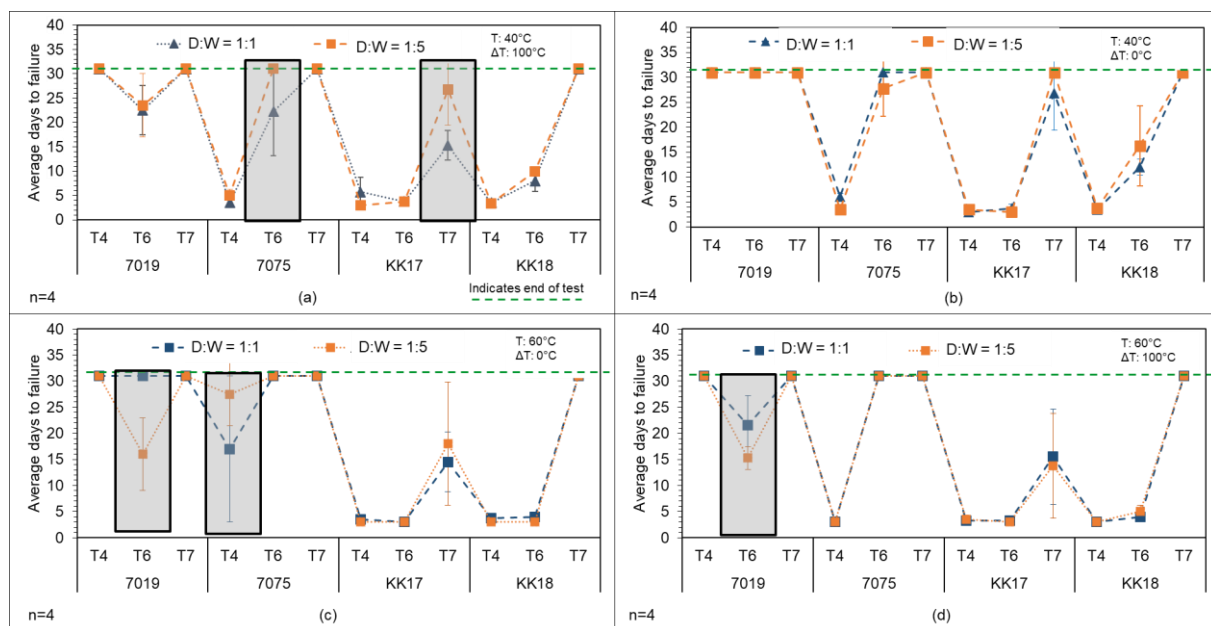 D:W = 1:1 D:W = 1:5
T: 40°C
ΔT: 100°C
Average days to failure
40
35
30
25
20
15
10
5
0
T4 T6 T7 T4 T6 T7 T4 T6 T7 T4 T6 T7
7019 7075 KK17 KK18
n=4 (a)
Indicates end of test
D:W = 1:1 D:W = 1:5
T: 40°C
ΔT: 0°C
Average days to failure
40
35
30
25
20
15
10
5
0
T4 T6 T7 T4 T6 T7 T4 T6 T7 T4 T6 T7
7019 7075 KK17 KK18
n=4 (b)
D:W = 1:1 D:W = 1:5
T: 60°C
ΔT: 0°C
Average days to failure
40
35
30
25
20
15
10
5
0
T4 T6 T7 T4 T6 T7 T4 T6 T7 T4 T6 T7
7019 7075 KK17 KK18
n=4 (c)
D:W = 1:1 D:W = 1:5
T: 60°C
ΔT: 100°C
Average days to failure
40
35
30
25
20
15
10
5
0
T4 T6 T7 T4 T6 T7 T4 T6 T7 T4 T6 T7
7019 7075 KK17 KK18
n=4 (d)